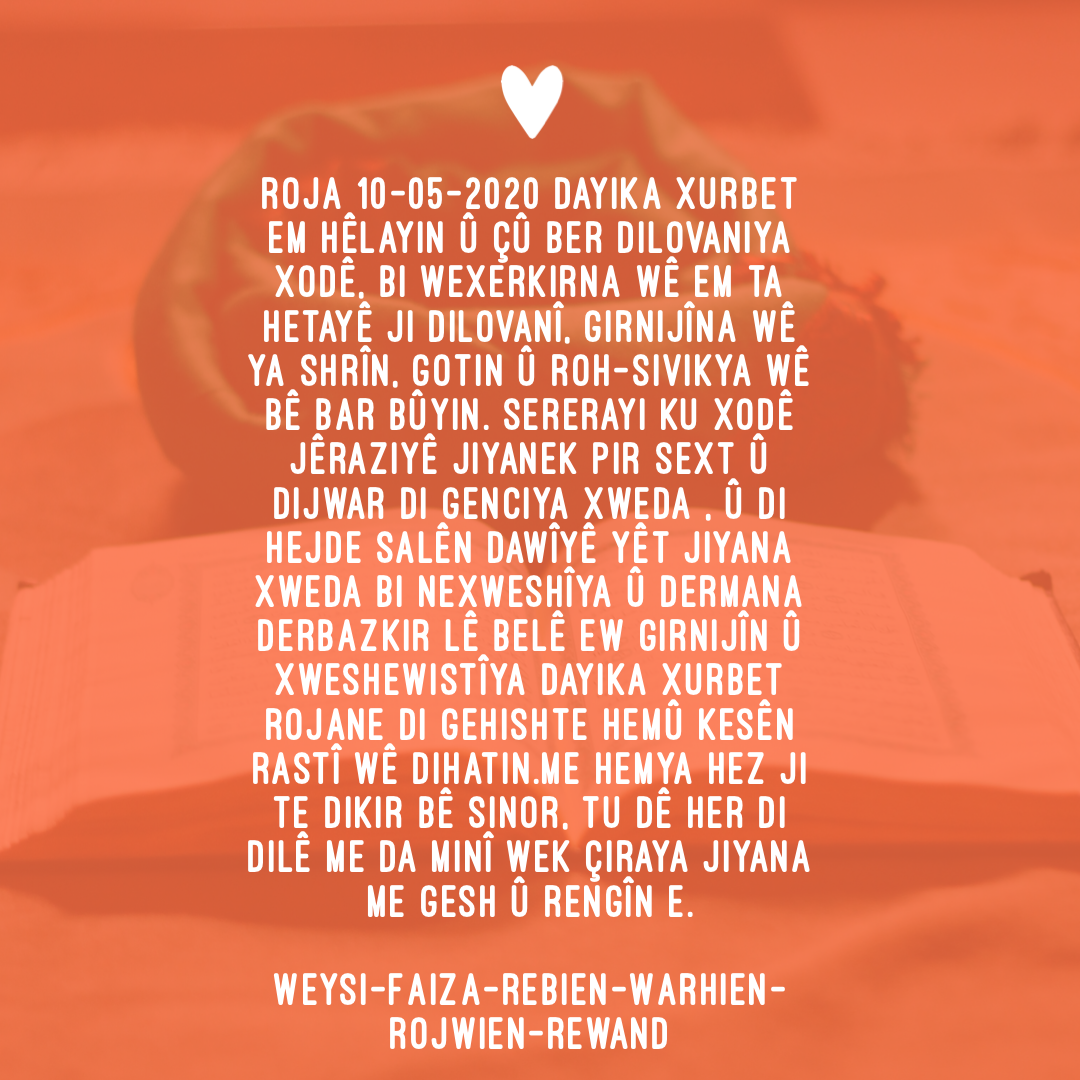 ROJA 10-05-2020 DAYIKA XURBET
EM HÊLAYIN Û ÇÛ BER DILOVANIYA
XODÊ, BI WEXERKIRNA WÊ EM TA
HETAYÊ JI DILOVANÎ, GIRNIJÎNA WÊ
YA SHRÎN, GOTIN Û ROH-SIVIKYA WÊ
BÊ BAR BÛYIN. SERERAYI KU XODÊ
JÊRAZIYÊ JIYANEK PIR SEXT Û
DIJWAR DI GENCIYA XWEDA , Û DI
HEJDE SALÊN DAWÎYÊ YÊT JIYANA
XWEDA BI NEXWESHÎYA Û DERMANA
DERBAZKIR LÊ BELÊ EW GIRNIJÎN Û
XWESHEWISTÎYA DAYIKA XURBET
ROJANE DI GEHISHTE HEMÛ KESÊN
RASTÎ WÊ DIHATIN.ME HEMYA HEZ JI
TE DIKIR BÊ SINOR, TU DÊ HER DI
DILÊ ME DA MINÎ WEK ÇIRAYA JIYANA
ME GESH Û RENGÎN E.
WEYSI-FAIZA-REBIEN-WARHIEN-
ROJWIEN-REWAND